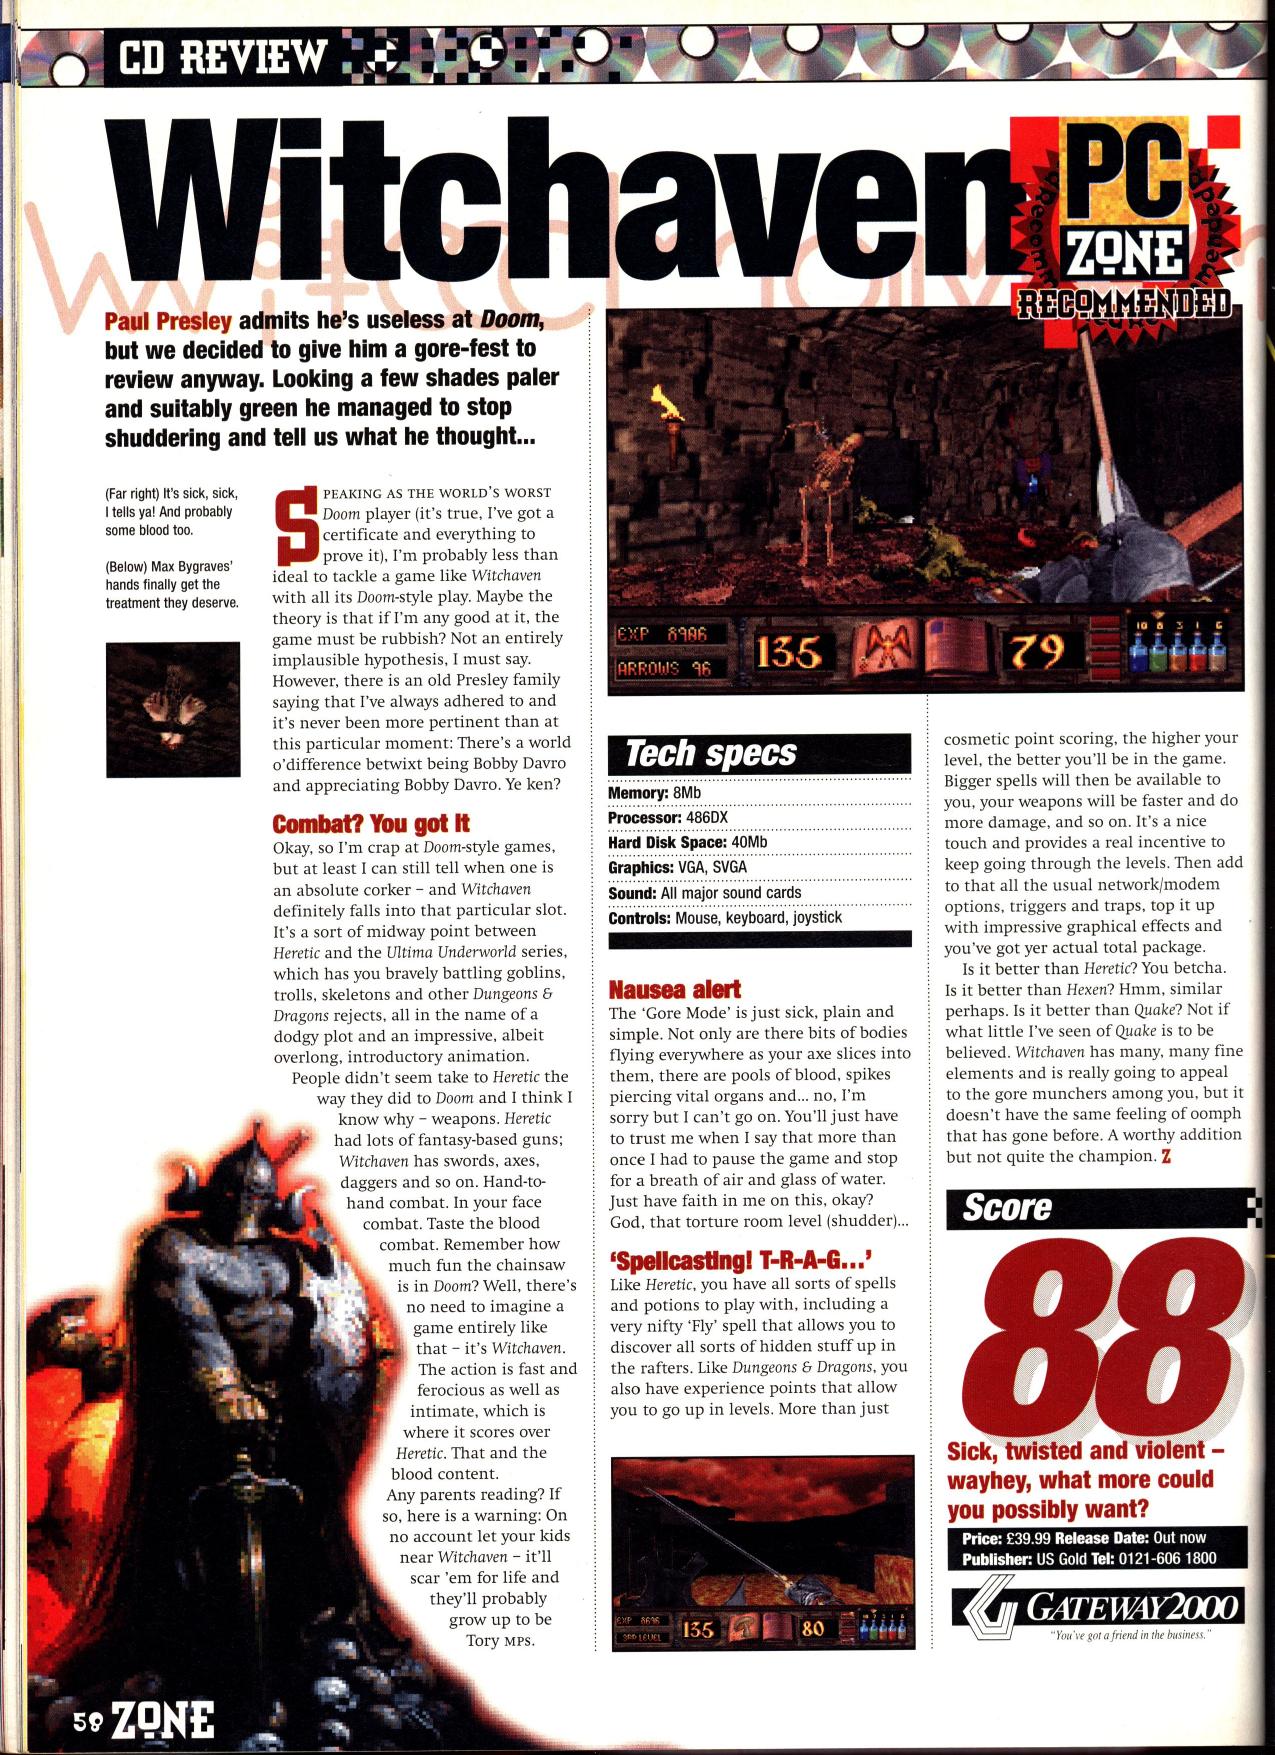 CD REVIEW
Witchaven
PC
ZONE
Recommended
RECOMMENDED
Paul Presley admits he's useless at Doom,
but we decided to give him a gore-fest to
review anyway. Looking a few shades paler
and suitably green he managed to stop
shuddering and tell us what he thought...
(Far right) It's sick, sick,
I tells ya! And probably
some blood too.
(Below) Max Bygraves'
hands finally get the
treatment they deserve.
SPEAKING AS THE WORLD'S WORST
Doom player (it's true, I've got a
certificate and everything to
prove it), I'm probably less than
ideal to tackle a game like Witchaven
with all its Doom-style play. Maybe the
theory is that if I'm any good at it, the
game must be rubbish? Not an entirely
implausible hypothesis, I must say.
However, there is an old Presley family
saying that I've always adhered to and
it's never been more pertinent than at
this particular moment: There's a world
o'difference betwixt being Bobby Davro
and appreciating Bobby Davro. Ye ken?
Combat? You got it
Okay, so I'm crap at Doom-style games,
but at least I can still tell when one is
an absolute corker – and Witchaven
definitely falls into that particular slot.
It's a sort of midway point between
Heretic and the Ultima Underworld series,
which has you bravely battling goblins,
trolls, skeletons and other Dungeons &
Dragons rejects, all in the name of a
dodgy plot and an impressive, albeit
overlong, introductory animation.
People didn't seem take to Heretic the
way they did to Doom and I think I
know why – weapons. Heretic
had lots of fantasy-based guns;
Witchaven has swords, axes,
daggers and so on. Hand-to-
hand combat. In your face
combat. Taste the blood
combat. Remember how
much fun the chainsaw
is in Doom? Well, there's
no need to imagine a
game entirely like
that – it's Witchaven.
The action is fast and
ferocious as well as
intimate, which is
where it scores over
Heretic. That and the
blood content.
Any parents reading? If
so, here is a warning: On
no account let your kids
near Witchaven – it'll
scar 'em for life and
they'll probably
grow up to be
Tory MPS.
EXP 8986
ARROWS 96
135
79
10 8 3 1 6
Tech specs
Memory: 8Mb
Processor: 486DX
Hard Disk Space: 40Mb
Graphics: VGA, SVGA
Sound: All major sound cards
Controls: Mouse, keyboard, joystick
Nausea alert
The 'Gore Mode' is just sick, plain and
simple. Not only are there bits of bodies
flying everywhere as your axe slices into
them, there are pools of blood, spikes
piercing vital organs and... no, I'm
sorry but I can't go on. You'll just have
to trust me when I say that more than
once I had to pause the game and stop
for a breath of air and glass of water.
Just have faith in me on this, okay?
God, that torture room level (shudder)...
'Spellcasting! T-R-A-G...'
Like Heretic, you have all sorts of spells
and potions to play with, including a
very nifty 'Fly' spell that allows you to
discover all sorts of hidden stuff up in
the rafters. Like Dungeons & Dragons, you
also have experience points that allow
you to go up in levels. More than just
EXP 8696
3RD LEVEL
135
80
cosmetic point scoring, the higher your
level, the better you'll be in the game.
Bigger spells will then be available to
you, your weapons will be faster and do
more damage, and so on. It's a nice
touch and provides a real incentive to
keep going through the levels. Then add
to that all the usual network/modem
options, triggers and traps, top it up
with impressive graphical effects and
you've got yer actual total package.
Is it better than Heretic? You betcha.
Is it better than Hexen? Hmm, similar
perhaps. Is it better than Quake? Not if
what little I've seen of Quake is to be
believed. Witchaven has many, many fine
elements and is really going to appeal
to the gore munchers among you, but it
doesn't have the same feeling of oomph
that has gone before. A worthy addition
but not quite the champion. Z
Score
88
Sick, twisted and violent –
wayhey, what more could
you possibly want?
Price: £39.99 Release Date: Out now
Publisher: US Gold Tel: 0121-606 1800
GATEWAY2000
"You've got a friend in the business."
58 ZONE